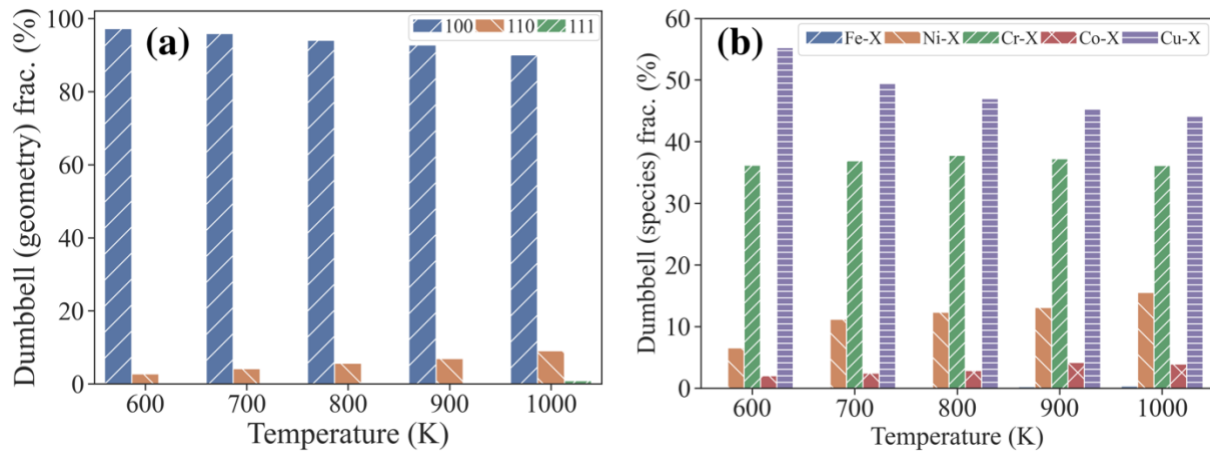 (a)
100 110 111
Dumbbell (geometry) frac. (%)
100
80
60
40
20
0
600 700 800 900 1000
Temperature (K)
(b)
Fe-X Ni-X Cr-X Co-X Cu-X
Dumbbell (species) frac. (%)
60
50
40
30
20
10
0
600 700 800 900 1000
Temperature (K)